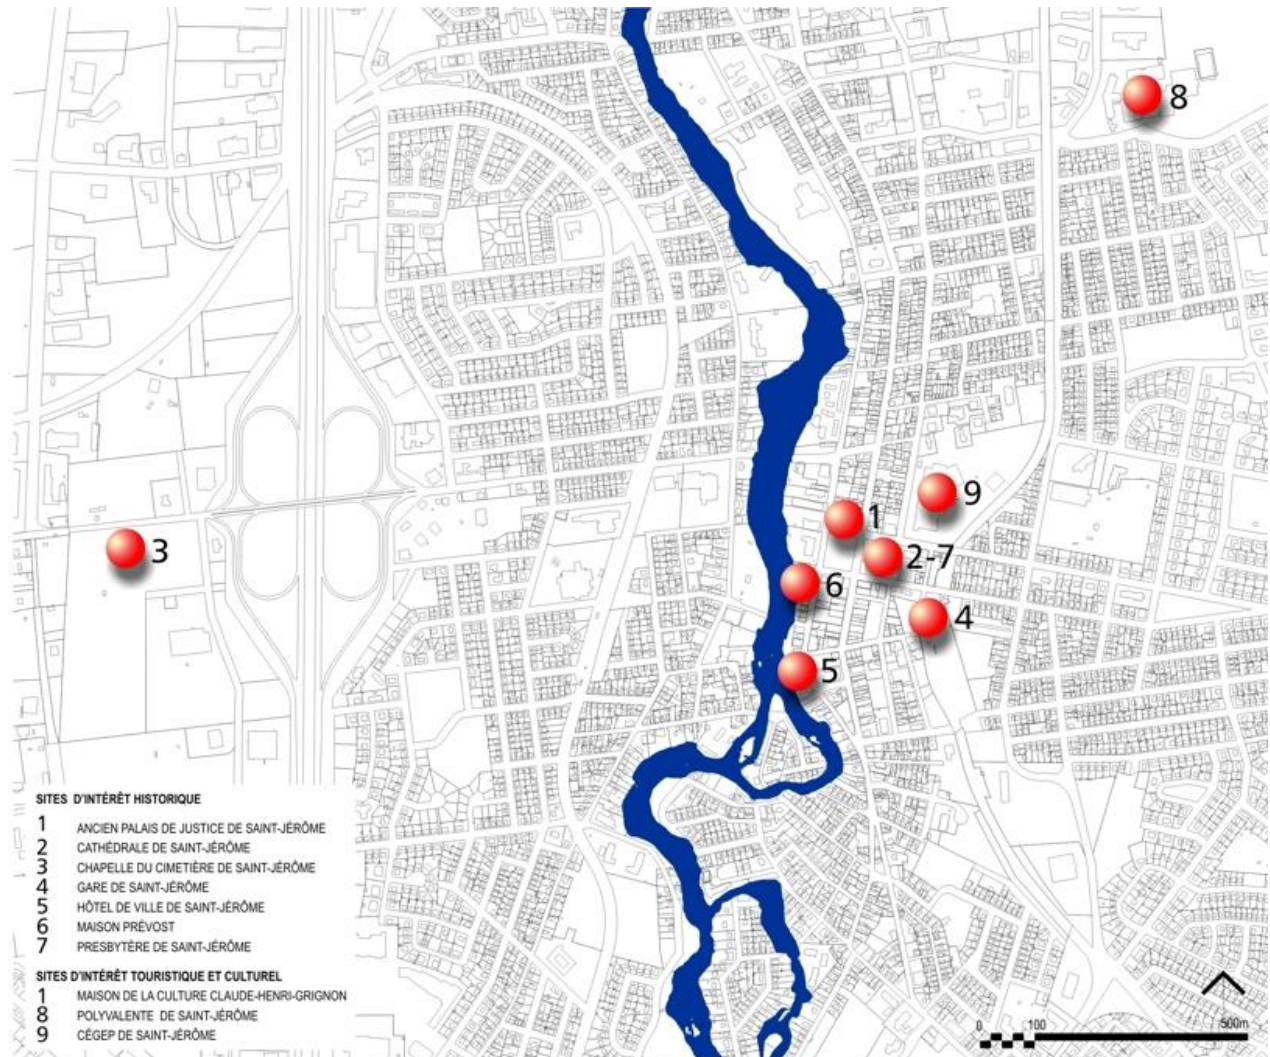 8
9
1
2-7
3
6
4
5
SITES D'INTÉRÊT HISTORIQUE
1 ANCIEN PALAIS DE JUSTICE DE SAINT-JÉRÔME
2 CATHÉDRALE DE SAINT-JÉRÔME
3 CHAPELLE DU CIMETIÈRE DE SAINT-JÉRÔME
4 GARE DE SAINT-JÉRÔME
5 HÔTEL DE VILLE DE SAINT-JÉRÔME
6 MAISON PRÉVOST
7 PRESBYTÈRE DE SAINT-JÉRÔME
SITES D'INTÉRÊT TOURISTIQUE ET CULTUREL
1 MAISON DE LA CULTURE CLAUDE-HENRI-GRIGNON
8 POLYVALENTE DE SAINT-JÉRÔME
9 CÉGEP DE SAINT-JÉRÔME
0 100 500m